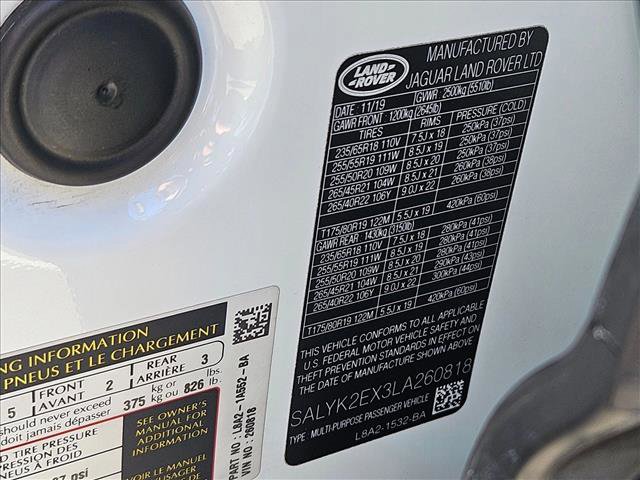 LAND
ROVER
MANUFACTURED BY
JAGUAR LAND ROVER LTD
DATE 11/19 GVWR 2500kg (5510lb)
GAWR FRONT 1200kg (2645lb)
TIRES RIMS PRESSURE (COLD)
235/65R18 110V 7.5J x 18 250kPa (37psi)
255/55R19 111W 8.5J x 19 250kPa (37psi)
255/50R20 109W 8.5J x 20 250kPa (37psi)
265/45R21 104W 8.5J x 21 260kPa (38psi)
265/40R22 106Y 9.0J x 22 260kPa (38psi)
T175/80R19 122M 5.5J x 19 420kPa (60psi)
GAWR REAR 1430kg (3150lb)
235/65R18 110V 7.5J x 18 280kPa (41psi)
255/55R19 111W 8.5J x 19 280kPa (41psi)
255/50R20 109W 8.5J x 20 280kPa (41psi)
265/45R21 104W 8.5J x 21 290kPa (43psi)
265/40R22 106Y 9.0J x 22 300kPa (44psi)
T175/80R19 122M 5.5J x 19 420kPa (60psi)
THIS VEHICLE CONFORMS TO ALL APPLICABLE
U.S. FEDERAL MOTOR VEHICLE SAFETY AND
THEFT PREVENTION STANDARDS IN EFFECT ON
THE DATE OF MANUFACTURE SHOWN ABOVE.
SALYK2EX3LA260818
TYPE: MULTI-PURPOSE PASSENGER VEHICLE
L8A2-1532-BA
NG INFORMATION
PNEUS ET LE CHARGEMENT
5 FRONT 2 REAR 3
AVANT ARRIÈRE
should never exceed 375 kg or 826 lbs.
doit jamais dépasser kg ou lb.
D TIRE PRESSURE
PNEUS À FROID
37 psi
SEE OWNER'S
MANUAL FOR
ADDITIONAL
INFORMATION
VOIR LE MANUEL
PART NO: L8A2-1A552-BA
VIN NO: 260818